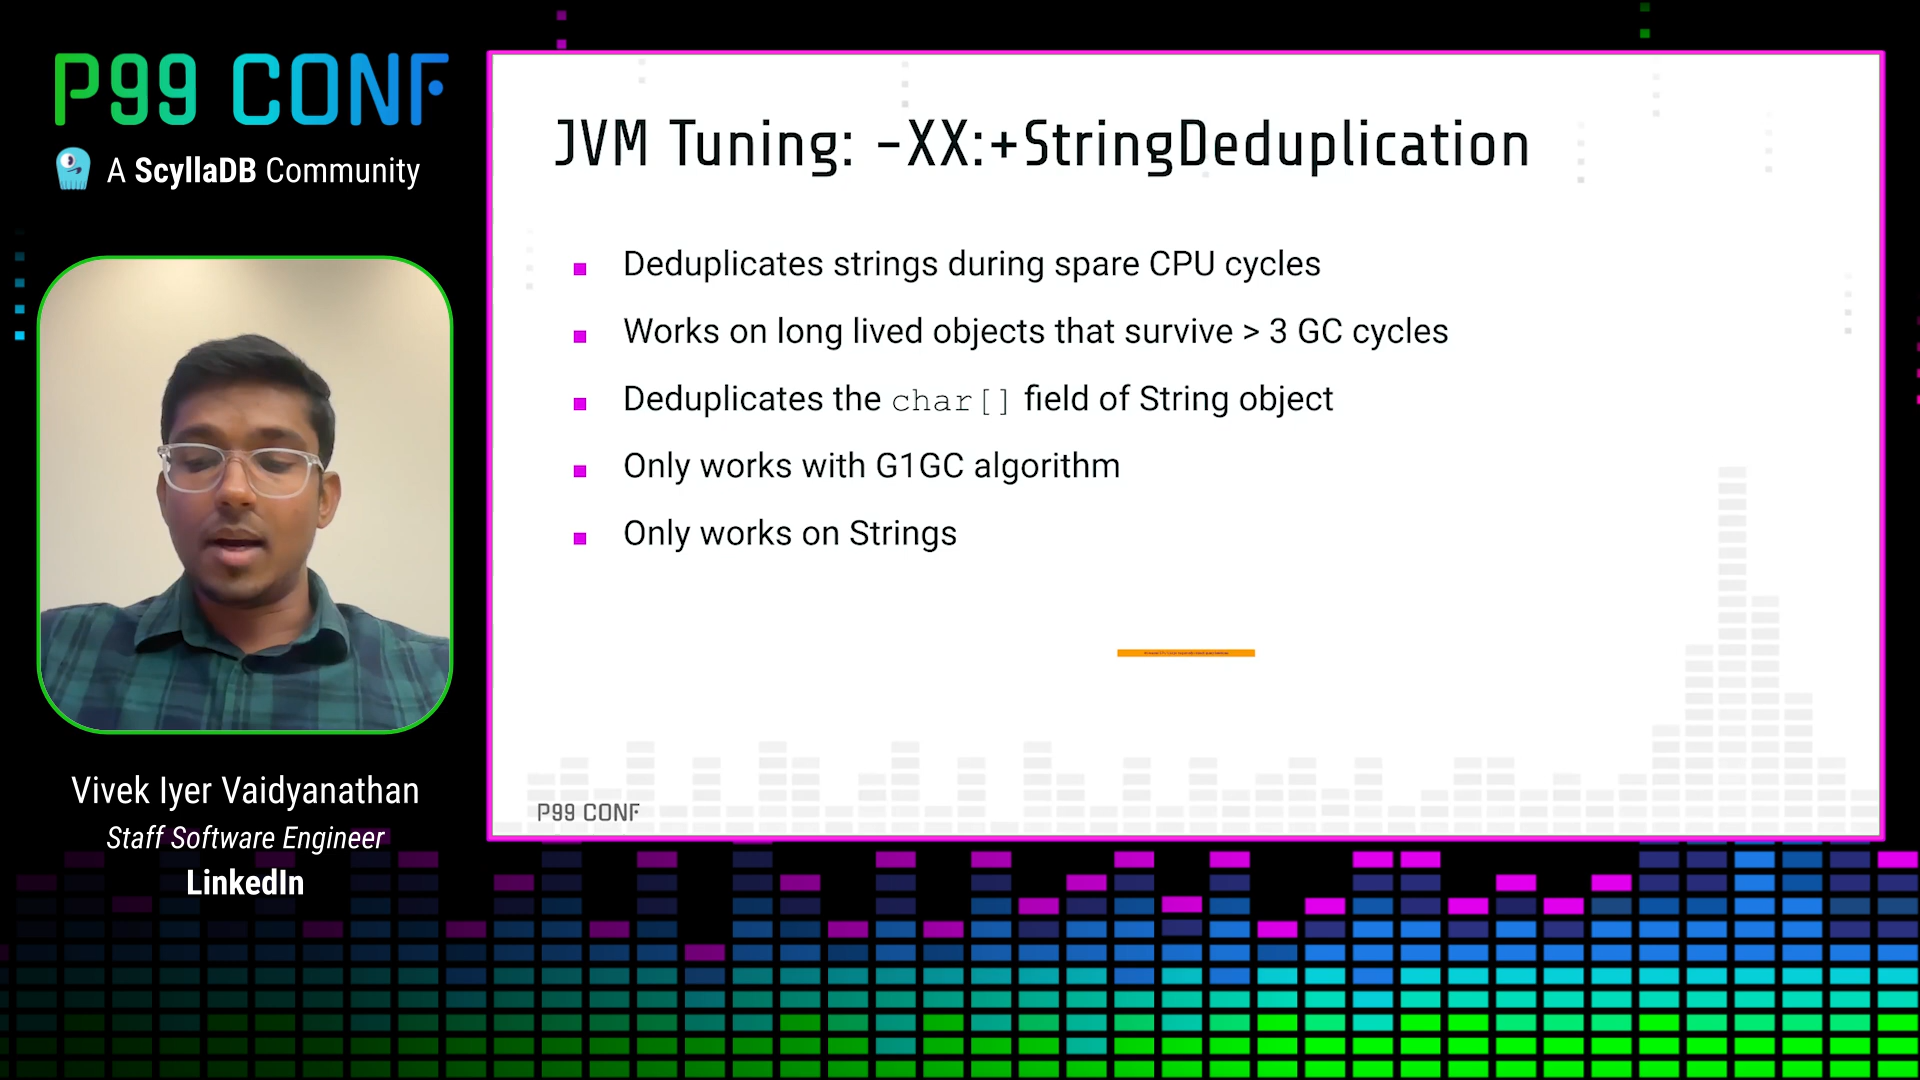 P99 CONF
A ScyllaDB Community
JVM Tuning: -XX:+StringDeduplication
Deduplicates strings during spare CPU cycles
Works on long lived objects that survive > 3 GC cycles
Deduplicates the char[] field of String object
Only works with G1GC algorithm
Only works on Strings
P99 CONF
Vivek Iyer Vaidyanathan
Staff Software Engineer
LinkedIn